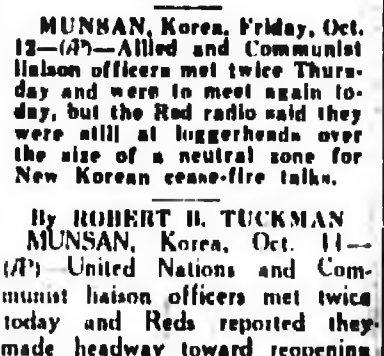 MUNSAN, Korea, Friday, Oct.
12—(AP)—Allied and Communist
liaison officers met twice Thurs-
day and were to meet again to-
day, but the Red radio said they
were still at loggerheads over
the size of a neutral zone for
New Korean cease-fire talks.
By ROBERT B. TUCKMAN
MUNSAN, Korea, Oct. 11—
(AP) United Nations and Com-
munist liaison officers met twice
today and Reds reported they
made headway toward reopening